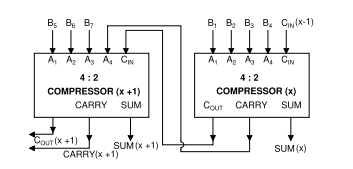 B5 B6 B7 B1 B2 B3 B4 CIN(x-1)
A1 A2 A3 A4 CIN A1 A2 A3 A4 CIN
4 : 2 4 : 2
COMPRESSOR (x +1) COMPRESSOR (x)
CARRY SUM COUT CARRY SUM
COUT(x +1) SUM(x +1) SUM(x)
CARRY(x+1)